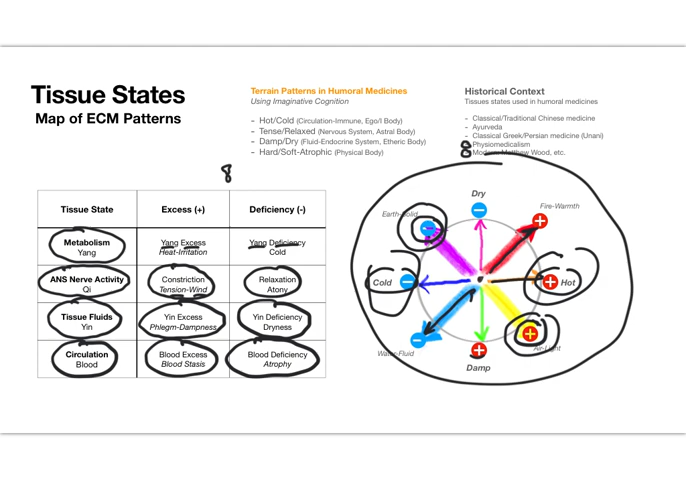 Tissue States
Map of ECM Patterns
Terrain Patterns in Humoral Medicines
Using Imaginative Cognition
- Hot/Cold (Circulation-Immune, Ego/I Body)
- Tense/Relaxed (Nervous System, Astral Body)
- Damp/Dry (Fluid-Endocrine System, Etheric Body)
- Hard/Soft-Atrophic (Physical Body)
Historical Context
Tissues states used in humoral medicines
- Classical/Traditional Chinese medicine
- Ayurveda
- Classical Greek/Persian medicine (Unani)
Physiomedicalism
Matthew Wood, etc.
8
8
Tissue State Excess (+) Deficiency (-)
Metabolism Yang Excess Yang Deficiency
Yang Heat-Irritation Cold
ANS Nerve Activity Constriction Relaxation
Qi Tension-Wind Atony
Tissue Fluids Yin Excess Yin Deficiency
Yin Phlegm-Dampness Dryness
Circulation Blood Excess Blood Deficiency
Blood Blood Stasis Atrophy
Dry
Fire-Warmth
Earth-Solid
Cold
Hot
Water-Fluid
Air-Light
Damp